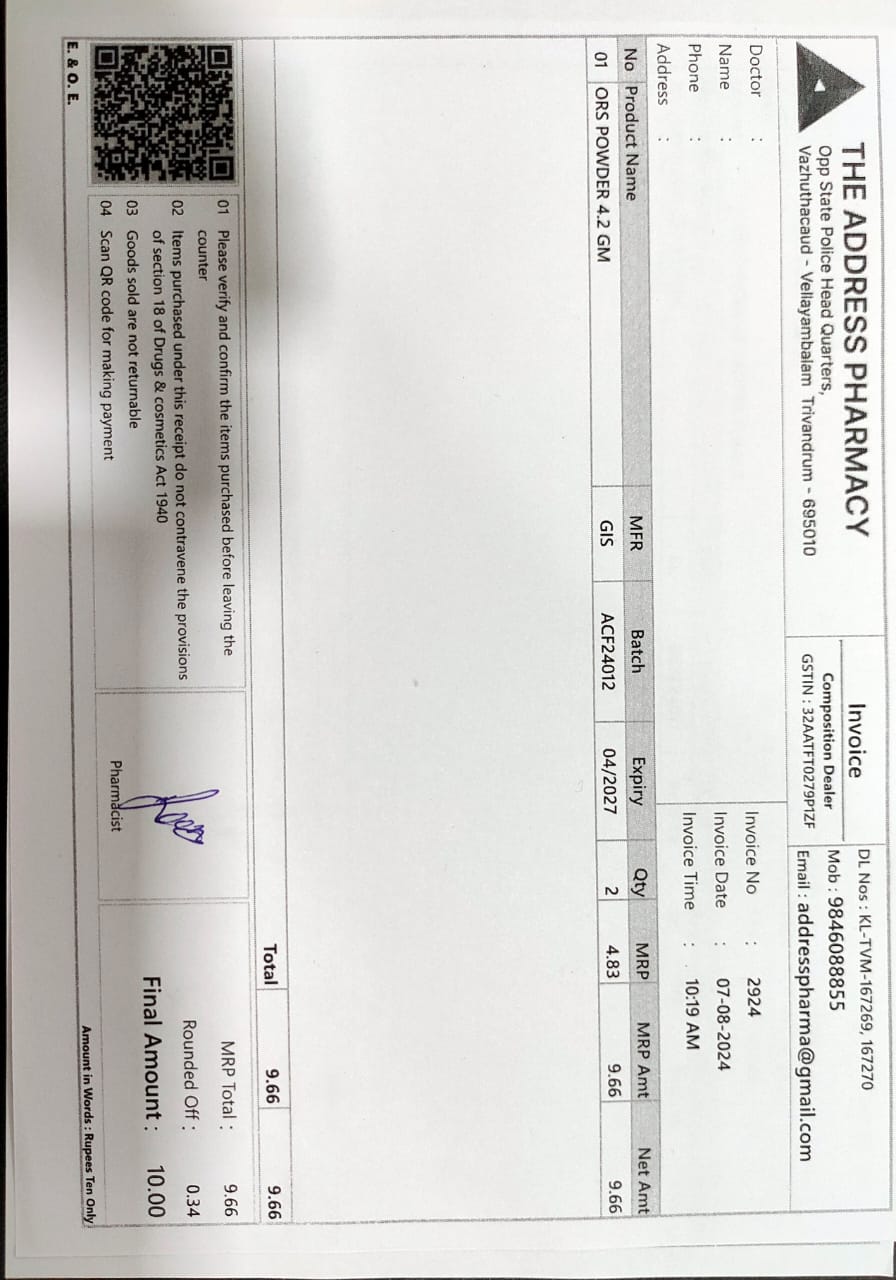 THE ADDRESS PHARMACY
Opp State Police Head Quarters,
Vazhuthacaud - Vellayambalam Trivandrum - 695010
Invoice
Composition Dealer
GSTIN : 32AATFT0279P1ZF
DL Nos : KL-TVM-167269, 167270
Mob : 9846088855
Email : addresspharma@gmail.com
Doctor :
Name :
Phone :
Address :
Invoice No : 2924
Invoice Date : 07-08-2024
Invoice Time : 10:19 AM
No Product Name MFR Batch Expiry Qty MRP MRP Amt Net Amt
01 ORS POWDER 4.2 GM GIS ACF24012 04/2027 2 4.83 9.66 9.66
Total 9.66 9.66
01 Please verify and confirm the items purchased before leaving the
counter
02 Items purchased under this receipt do not contravene the provisions
of section 18 of Drugs & cosmetics Act 1940
03 Goods sold are not returnable
04 Scan QR code for making payment
Pharmacist
MRP Total : 9.66
Rounded Off : 0.34
Final Amount : 10.00
Amount in Words : Rupees Ten Only
E. & O. E.